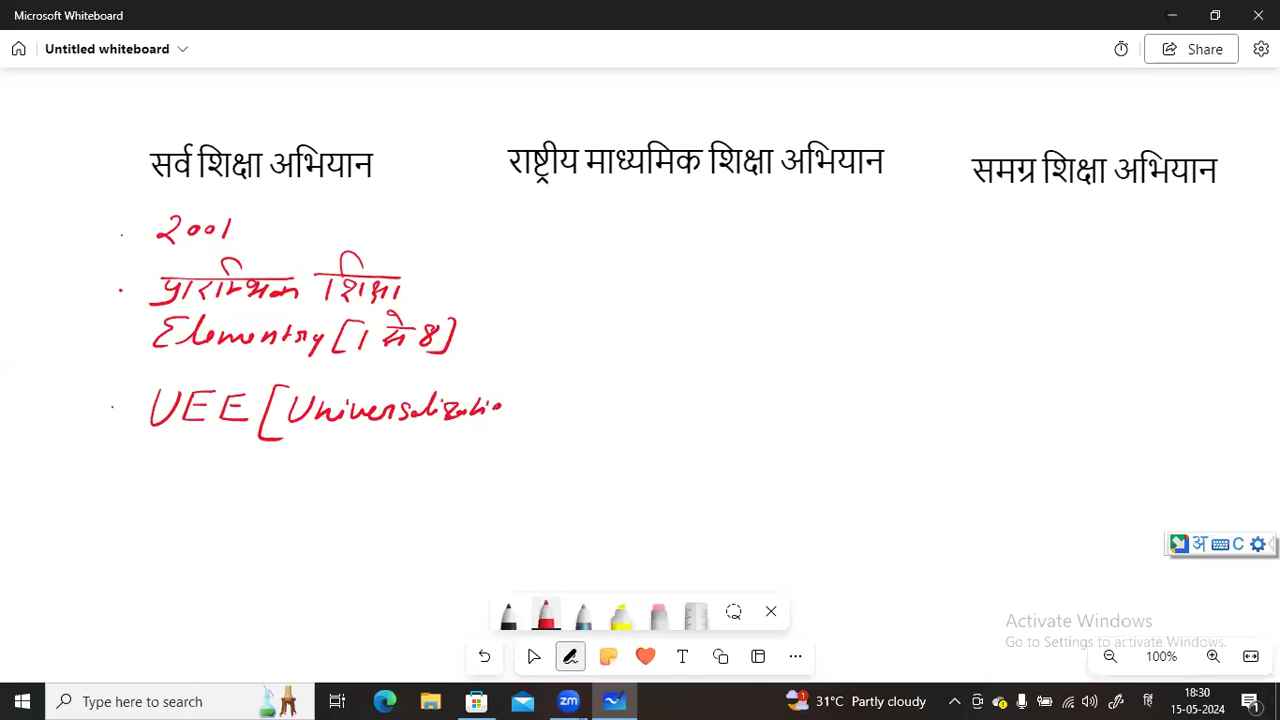 Microsoft Whiteboard
Untitled whiteboard
Share
सर्व शिक्षा अभियान
राष्ट्रीय माध्यमिक शिक्षा अभियान
समग्र शिक्षा अभियान
2001
प्रारम्भिक शिक्षा
Elementry [1 से 8]
UEE [Universalizatio
अ
C
Activate Windows
Go to Settings to activate Windows.
T
100%
Type here to search
zm
31°C Partly cloudy
हिं
18:30
15-05-2024